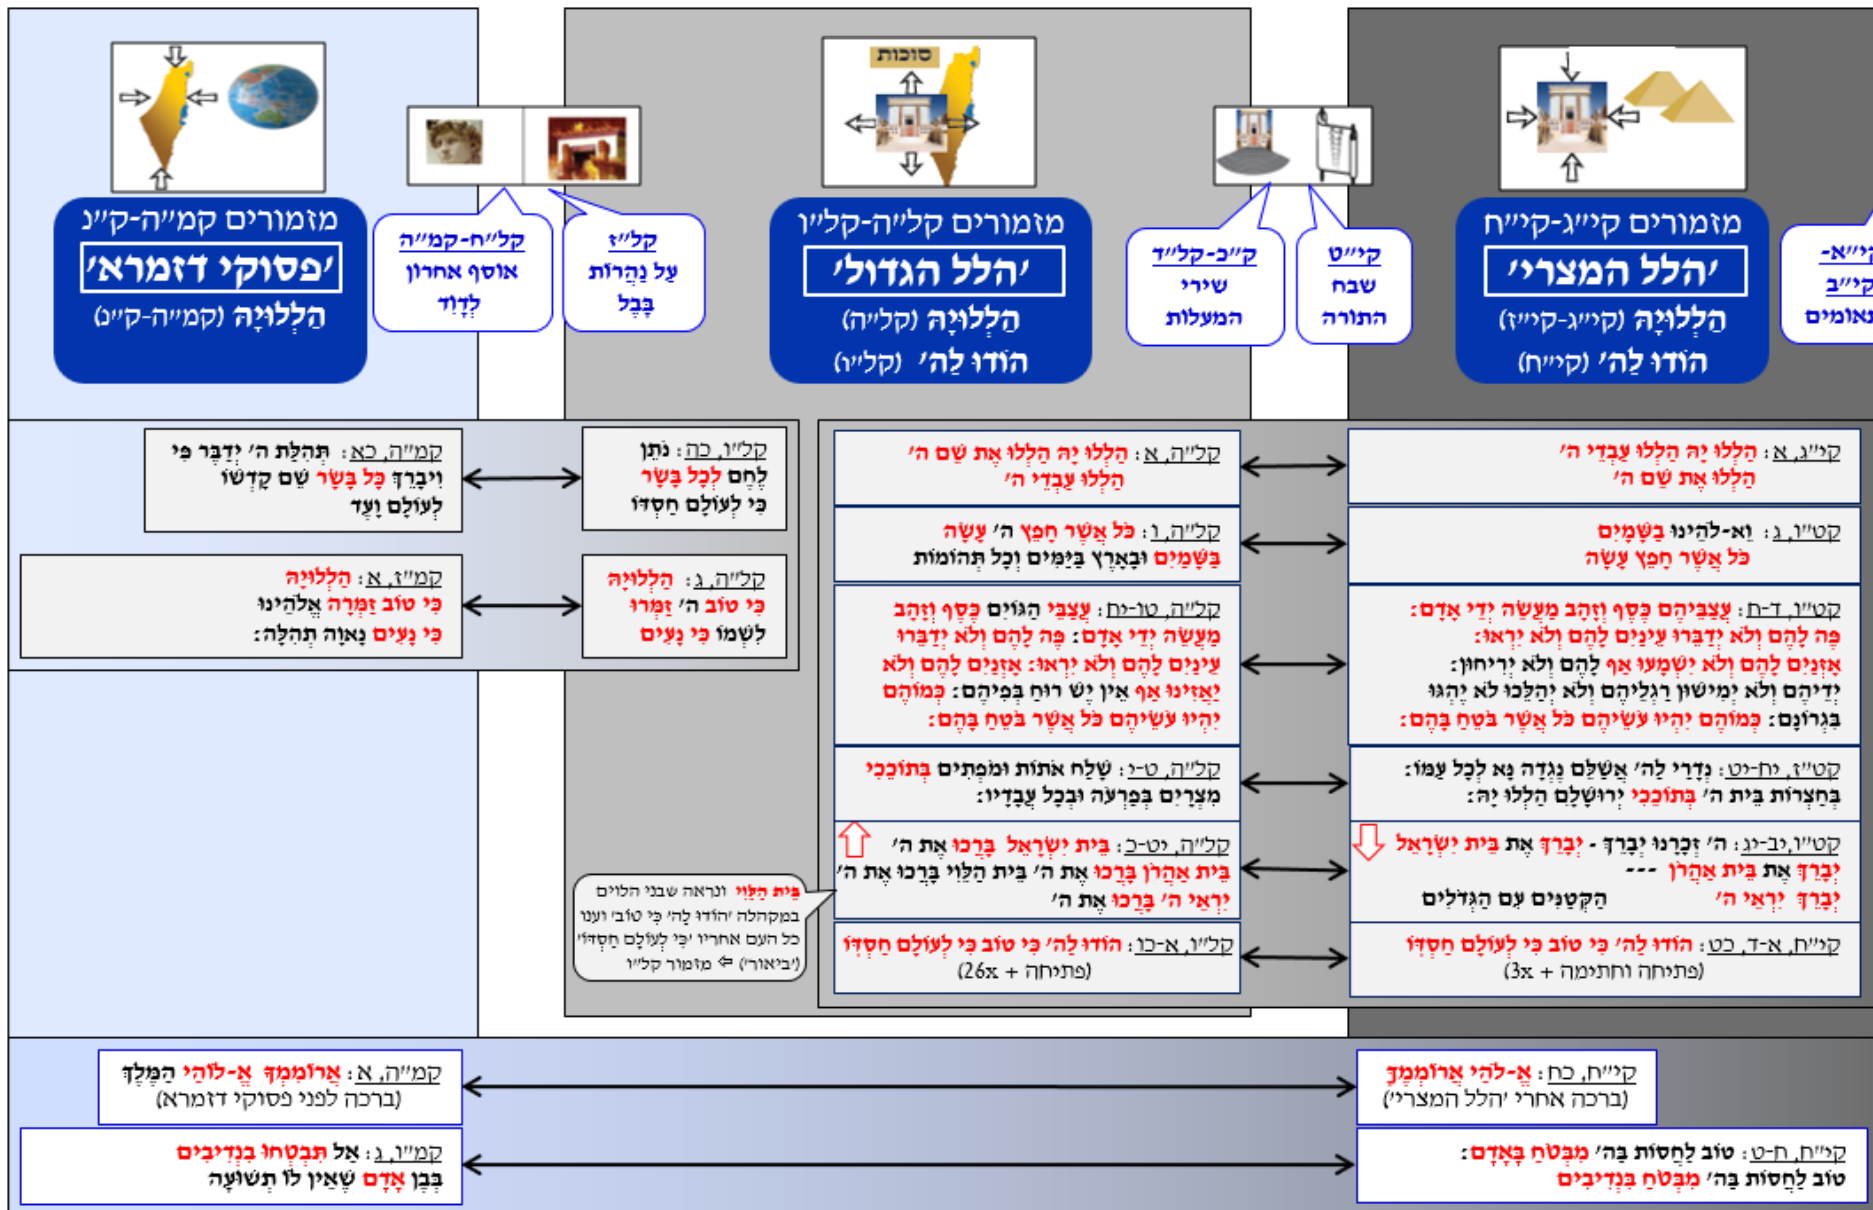 סוכות
מזמורים קי״ג-קי״ח
'הלל המצרי'
הַלְלוּיָהּ (קי״ג-קי״ז)
הוֹדוּ לַה' (קי״ח)
קי״ט
שבח
התורה
ק״כ-קל״ד
שירי
המעלות
מזמורים קל״ה-קל״ו
'הלל הגדול'
הַלְלוּיָהּ (קל״ה)
הוֹדוּ לַה' (קל״ו)
קל״ז
עַל נַהֲרוֹת
בָּבֶל
קל״ח-קמ״ה
אוסף אחרון
לְדָוִד
מזמורים קמ״ה-ק״נ
'פסוקי דזמרא'
הַלְלוּיָהּ (קמ״ה-ק״נ)
קי״ג, א: הַלְלוּ יָהּ הַלְלוּ עַבְדֵי ה'
הַלְלוּ אֶת שֵׁם ה'
קל״ה, א: הַלְלוּ יָהּ הַלְלוּ אֶת שֵׁם ה'
הַלְלוּ עַבְדֵי ה'
קל״ו, כה: נֹתֵן
לֶחֶם לְכָל בָּשָׂר
כִּי לְעוֹלָם חַסְדּוֹ
קמ״ה, כא: תְּהִלַּת ה' יְדַבֶּר פִּי
וִיבָרֵךְ כָּל בָּשָׂר שֵׁם קָדְשׁוֹ
לְעוֹלָם וָעֶד
קט״ו, ג: וֵא-לֹהֵינוּ בַשָּׁמָיִם
כֹּל אֲשֶׁר חָפֵץ עָשָׂה
קל״ה, ו: כֹּל אֲשֶׁר חָפֵץ ה' עָשָׂה
בַּשָּׁמַיִם וּבָאָרֶץ בַּיַּמִּים וְכָל תְּהוֹמוֹת
קל״ה, ג: הַלְלוּיָהּ
כִּי טוֹב ה' זַמְּרוּ
לִשְׁמוֹ כִּי נָעִים
קמ״ז, א: הַלְלוּיָהּ
כִּי טוֹב זַמְּרָה אֱלֹהֵינוּ
כִּי נָעִים נָאוָה תְהִלָּה:
קט״ו, ד-ח: עֲצַבֵּיהֶם כֶּסֶף וְזָהָב מַעֲשֵׂה יְדֵי אָדָם:
פֶּה לָהֶם וְלֹא יְדַבֵּרוּ עֵינַיִם לָהֶם וְלֹא יִרְאוּ:
אָזְנַיִם לָהֶם וְלֹא יִשְׁמָעוּ אַף לָהֶם וְלֹא יְרִיחוּן:
יְדֵיהֶם וְלֹא יְמִישׁוּן רַגְלֵיהֶם וְלֹא יְהַלֵּכוּ לֹא יֶהְגּוּ
בִּגְרוֹנָם: כְּמוֹהֶם יִהְיוּ עֹשֵׂיהֶם כֹּל אֲשֶׁר בֹּטֵחַ בָּהֶם:
קל״ה, טו-יח: עֲצַבֵּי הַגּוֹיִם כֶּסֶף וְזָהָב
מַעֲשֵׂה יְדֵי אָדָם: פֶּה לָהֶם וְלֹא יְדַבֵּרוּ
עֵינַיִם לָהֶם וְלֹא יִרְאוּ: אָזְנַיִם לָהֶם וְלֹא
יַאֲזִינוּ אַף אֵין יֶשׁ רוּחַ בְּפִיהֶם: כְּמוֹהֶם
יִהְיוּ עֹשֵׂיהֶם כֹּל אֲשֶׁר בֹּטֵחַ בָּהֶם:
קט״ז, יח-יט: נְדָרַי לַה' אֲשַׁלֵּם נֶגְדָה נָּא לְכָל עַמּוֹ:
בְּחַצְרוֹת בֵּית ה' בְּתוֹכֵכִי יְרוּשָׁלִָם הַלְלוּ יָהּ:
קל״ה, ט-י: שָׁלַח אֹתוֹת וּמֹפְתִים בְּתוֹכֵכִי
מִצְרָיִם בְּפַרְעֹה וּבְכָל עֲבָדָיו:
קט״ו,יב-יג: ה' זְכָרָנוּ יְבָרֵךְ - יְבָרֵךְ אֶת בֵּית יִשְׂרָאֵל
יְבָרֵךְ אֶת בֵּית אַהֲרֹן ---
יְבָרֵךְ יִרְאֵי ה' הַקְּטַנִּים עִם הַגְּדֹלִים
קל״ה, יט-כ: בֵּית יִשְׂרָאֵל בָּרְכוּ אֶת ה'
בֵּית אַהֲרֹן בָּרְכוּ אֶת ה' בֵּית הַלֵּוִי בָּרְכוּ אֶת ה'
יִרְאֵי ה' בָּרְכוּ אֶת ה'
בֵּית הַלֵּוִי ונראה שבני הלוים
במקהלה 'הודו לה' כי טוב' וענו
כל העם אחריו 'כִּי לְעוֹלָם חַסְדּוֹ'
('ביאור') ⇦ מזמור קל״ו
קי״ח, א-ד, כט: הוֹדוּ לַה' כִּי טוֹב כִּי לְעוֹלָם חַסְדּוֹ
(פתיחה וחתימה + 3x)
קל״ו, א-כו: הוֹדוּ לַה' כִּי טוֹב כִּי לְעוֹלָם חַסְדּוֹ
(פתיחה + 26x)
קי״ח, כח: אֱ-לֹהַי אֲרוֹמְמֶךָּ
(ברכה אחרי 'הלל המצרי')
קמ״ה, א: אֲרוֹמִמְךָ אֱ-לוֹהַי הַמֶּלֶךְ
(ברכה לפני פסוקי דזמרא)
קי״ח, ח-ט: טוֹב לַחֲסוֹת בַּה' מִבְּטֹחַ בָּאָדָם:
טוֹב לַחֲסוֹת בַּה' מִבְּטֹחַ בִּנְדִיבִים
קמ״ו, ג: אַל תִּבְטְחוּ בִנְדִיבִים
בְּבֶן אָדָם שֶׁאֵין לוֹ תְשׁוּעָה